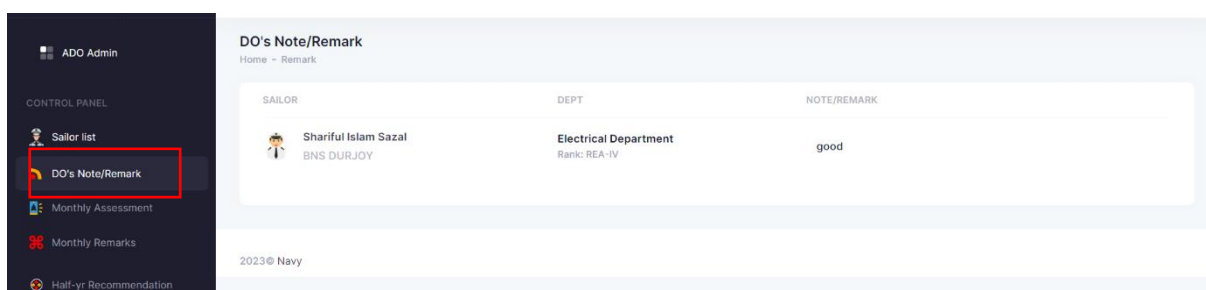 ADO Admin
CONTROL PANEL
Sailor list
DO's Note/Remark
Monthly Assessment
Monthly Remarks
Half-yr Recommendation
DO's Note/Remark
Home - Remark
SAILOR DEPT NOTE/REMARK
Shariful Islam Sazal Electrical Department good
BNS DURJOY Rank: REA-IV
2023© Navy